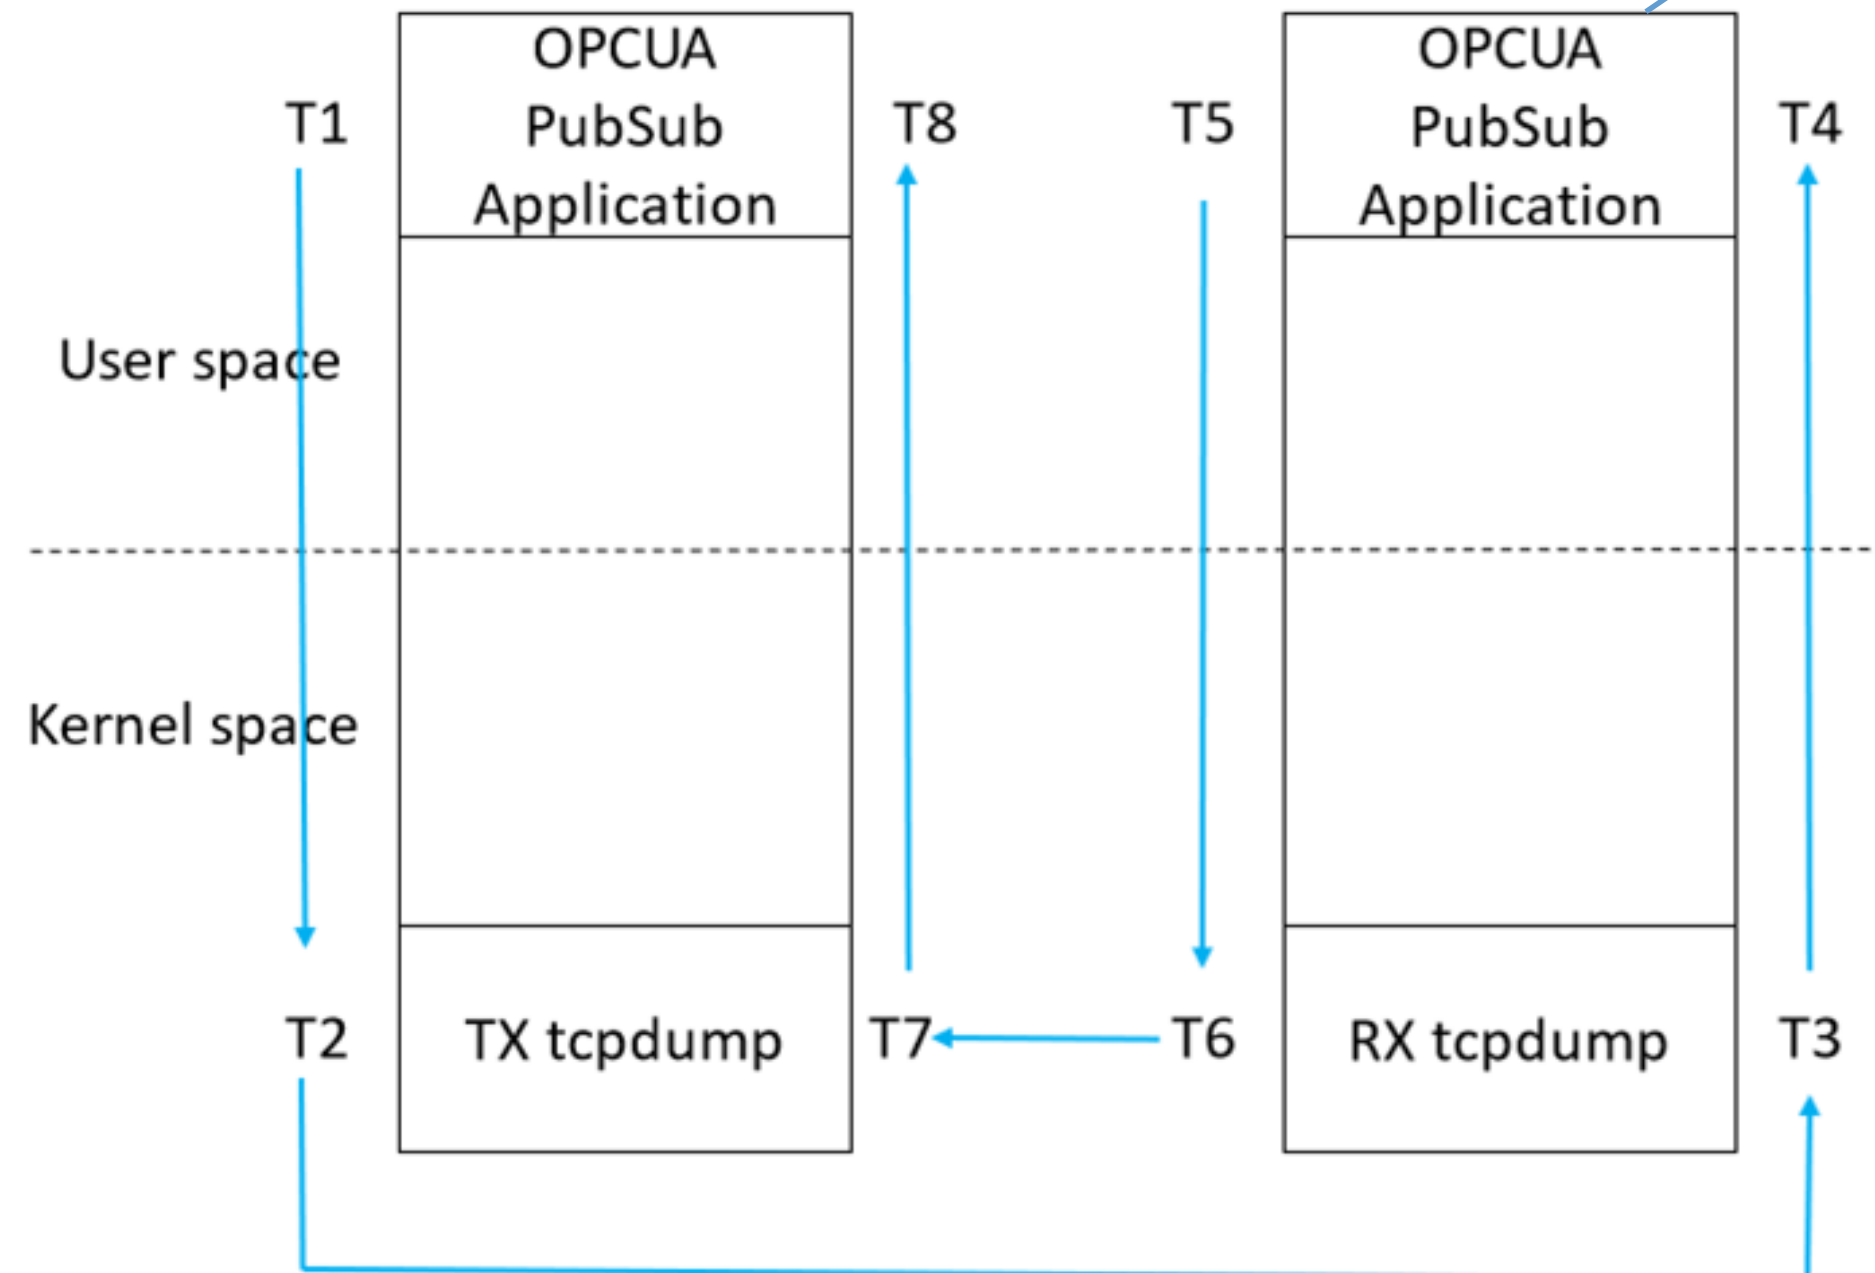 OPCUA
PubSub
Application
OPCUA
PubSub
Application
T1
T8
T5
T4
User space
Kernel space
T2
TX tcpdump
T7
T6
RX tcpdump
T3